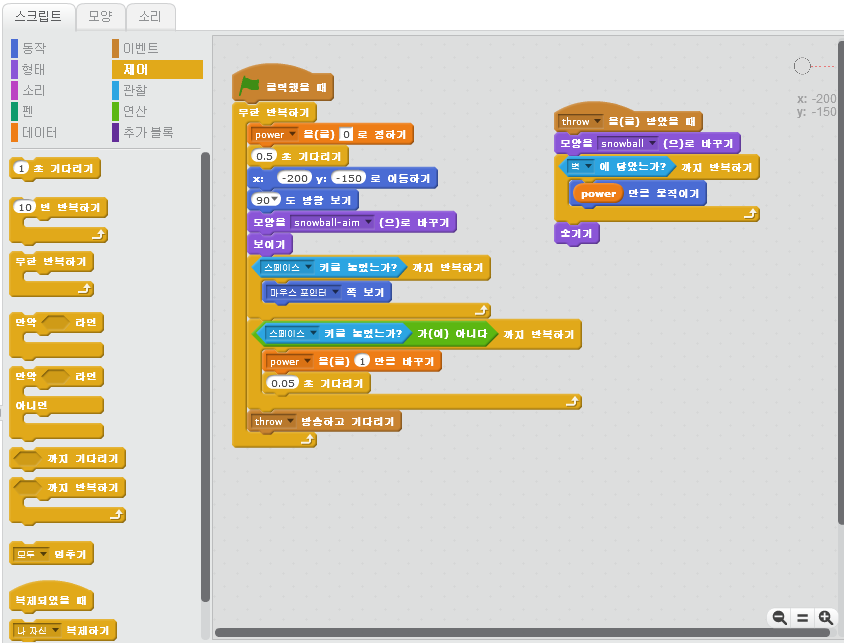 스크립트 모양 소리
동작 이벤트
형태 제어
소리 관찰
펜 연산
데이터 추가 블록
1 초 기다리기
10 번 반복하기
무한 반복하기
만약 라면
만약 라면
아니면
까지 기다리기
까지 반복하기
모두 멈추기
복제되었을 때
나 자신 복제하기
클릭했을 때
무한 반복하기
power 을(를) 0 로 정하기
0.5 초 기다리기
x: -200 y: -150 로 이동하기
90 도 방향 보기
모양을 snowball-aim (으)로 바꾸기
보이기
스페이스 키를 눌렀는가? 까지 반복하기
마우스 포인터 쪽 보기
스페이스 키를 눌렀는가? 가(이) 아니다 까지 반복하기
power 을(를) 1 만큼 바꾸기
0.05 초 기다리기
throw 방송하고 기다리기
throw 을(를) 받았을 때
모양을 snowball (으)로 바꾸기
벽 에 닿았는가? 까지 반복하기
power 만큼 움직이기
숨기기
x: -200
y: -150